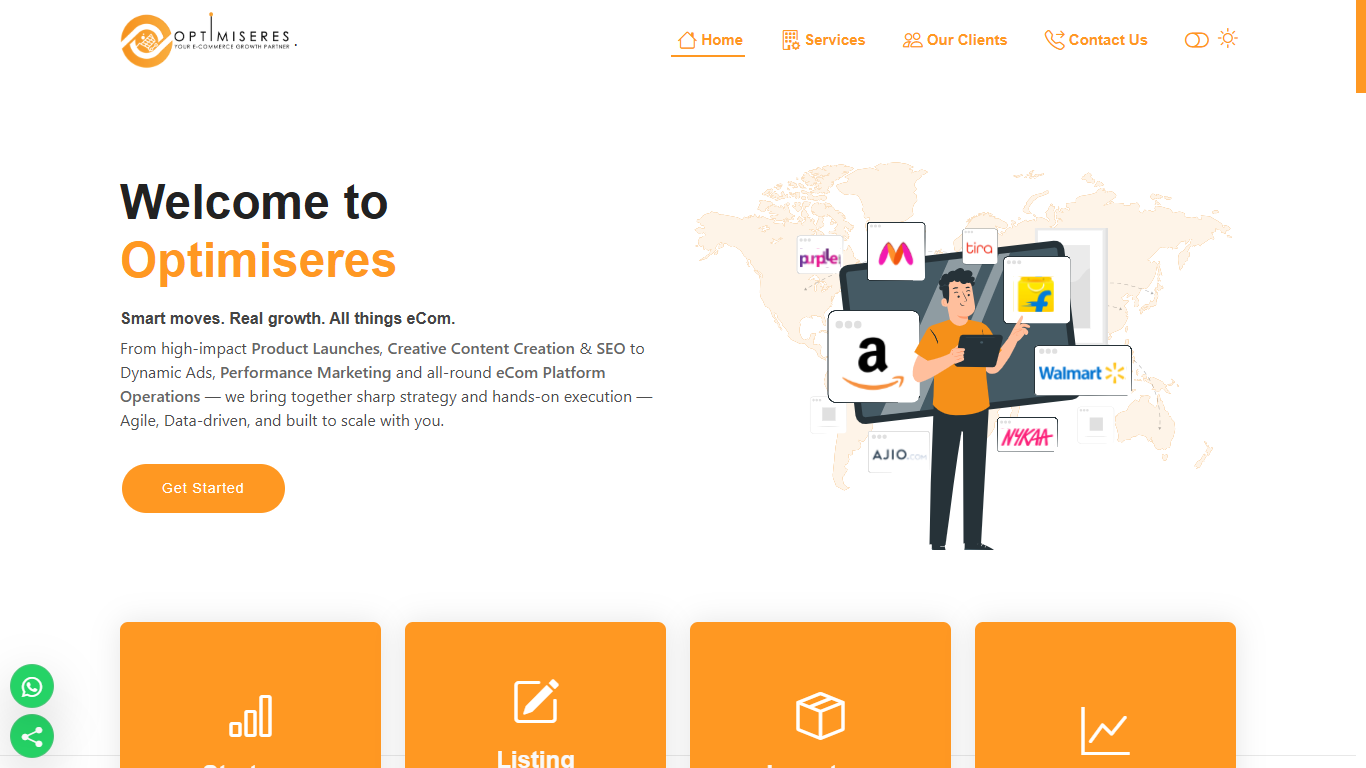 OPTIMISERES
YOUR E-COMMERCE GROWTH PARTNER
Home
Services
Our Clients
Contact Us
Welcome to
Optimiseres
Smart moves. Real growth. All things eCom.
From high-impact Product Launches, Creative Content Creation & SEO to
Dynamic Ads, Performance Marketing and all-round eCom Platform
Operations — we bring together sharp strategy and hands-on execution —
Agile, Data-driven, and built to scale with you.
Get Started
purplle
tira
a
Walmart
NYKAA
AJIO.COM
Listing